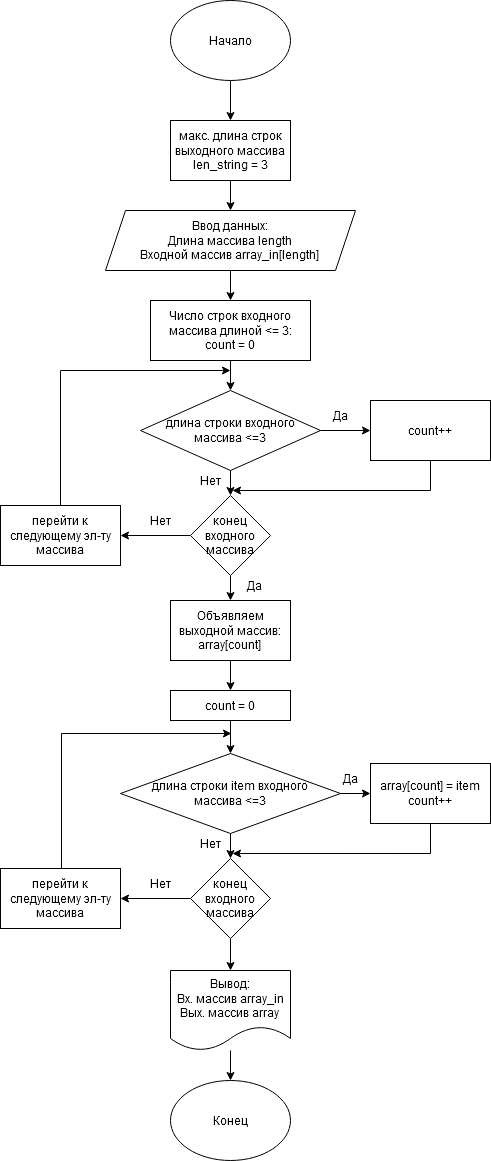 Начало
макс. длина строк
выходного массива
len_string = 3
Ввод данных:
Длина массива length
Входной массив array_in[length]
Число строк входного
массива длиной <= 3:
count = 0
длина строки входного
массива <=3
Да
count++
Нет
конец
входного
массива
Нет
перейти к
следующему эл-ту
массива
Да
Объявляем
выходной массив:
array[count]
count = 0
длина строки item входного
массива <=3
Да
array[count] = item
count++
Нет
конец
входного
массива
Нет
перейти к
следующему эл-ту
массива
Вывод:
Вх. массив array_in
Вых. массив array
Конец